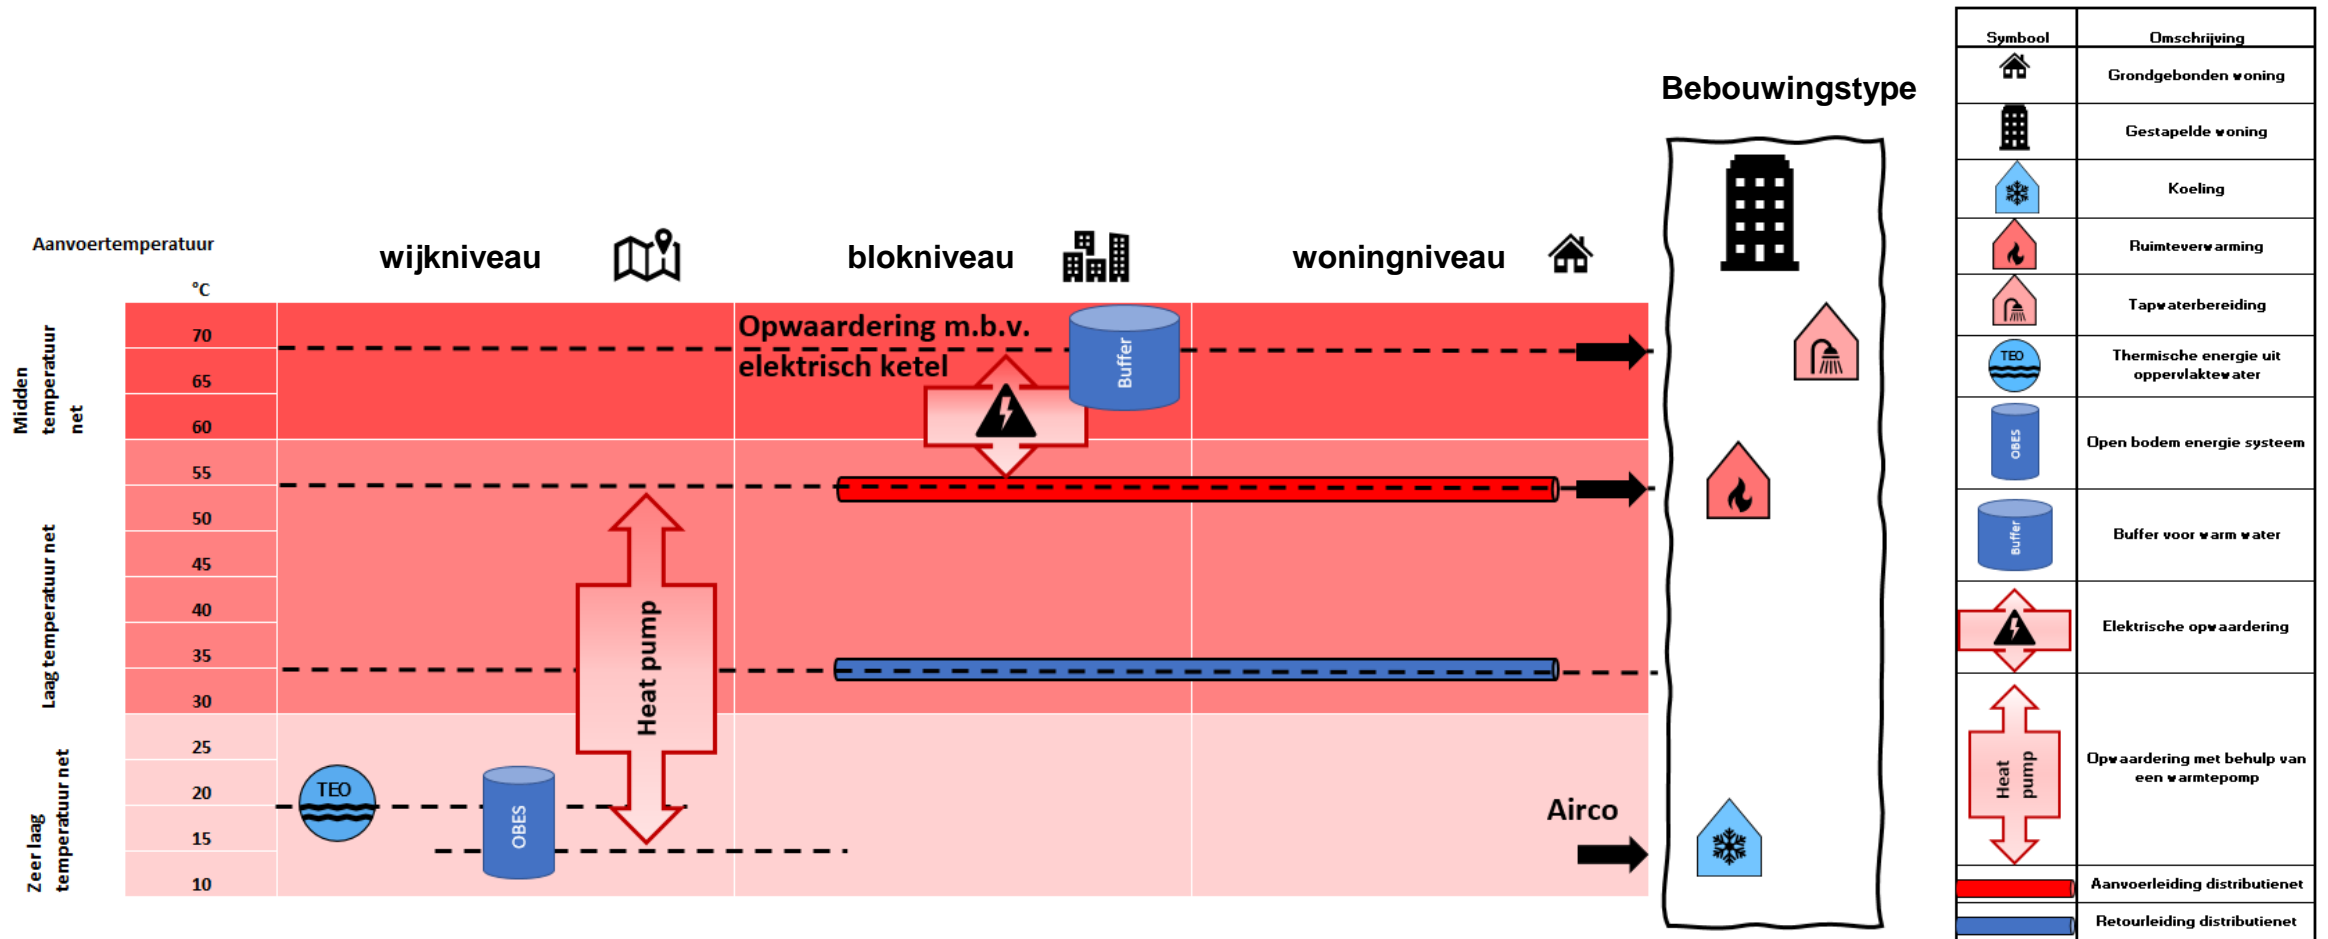 Bebouwingstype
Aanvoertemperatuur
°C
wijkniveau
blokniveau
woningniveau
Midden
temperatuur
net
Laag temperatuur net
Zeer laag
temperatuur net
70
65
60
55
50
45
40
35
30
25
20
15
10
Opwaardering m.b.v.
elektrisch ketel
Buffer
Heat pump
TEO
OBES
Airco
Symbool
Omschrijving
Grondgebonden woning
Gestapelde woning
Koeling
Ruimteverwarming
Tapwaterbereiding
TEO
Thermische energie uit
oppervlaktewater
OBES
Open bodem energie systeem
Buffer
Buffer voor warm water
Elektrische opwaardering
Heat
pump
Opwaardering met behulp van
een warmtepomp
Aanvoerleiding distributienet
Retourleiding distributienet